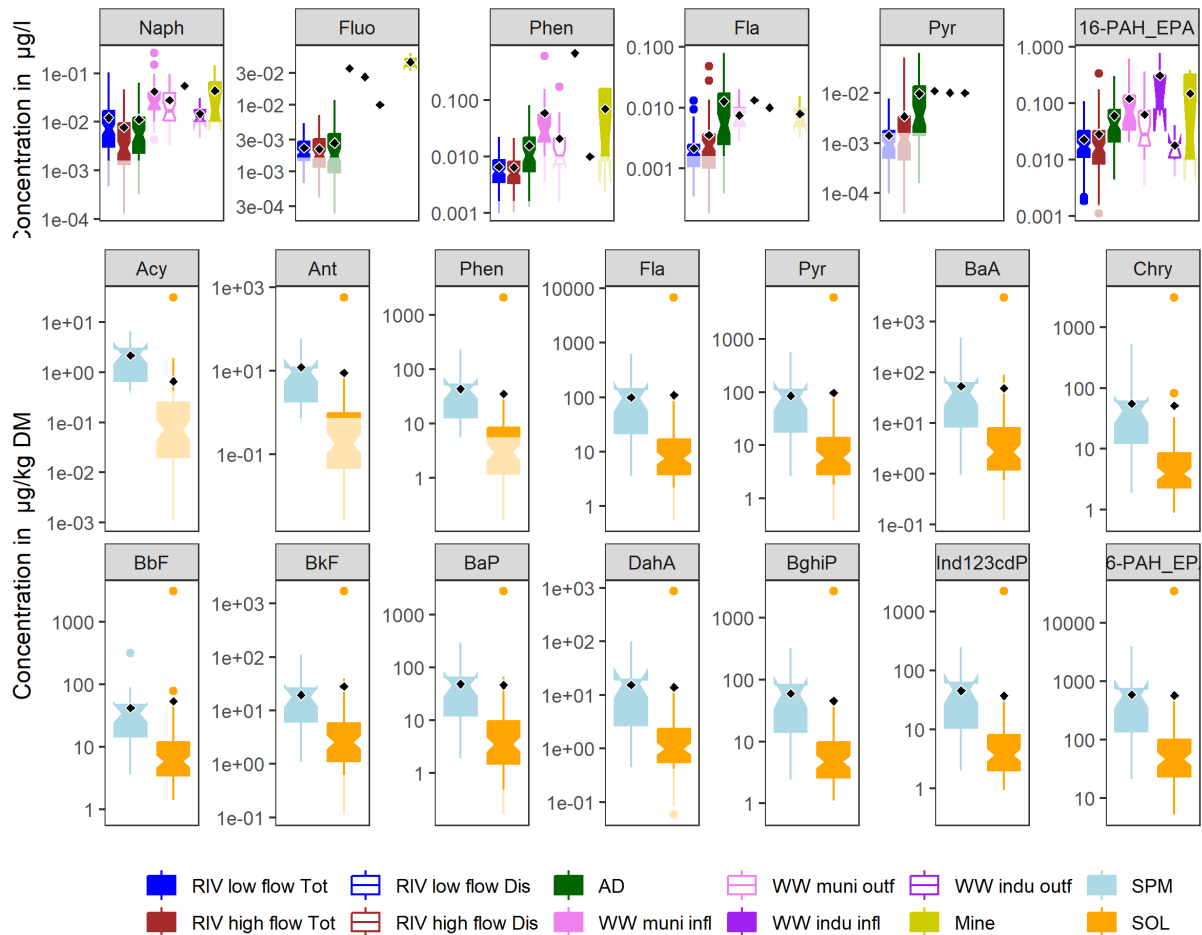 Concentration in µg/l
Naph
Fluo
Phen
Fla
Pyr
16-PAH_EPA
1e-01
1e-02
1e-03
1e-04
3e-02
1e-02
3e-03
1e-03
3e-04
0.100
0.010
0.001
0.100
0.010
0.001
1e-02
1e-03
1e-04
1.000
0.100
0.010
0.001
Concentration in µg/kg DM
Acy
Ant
Phen
Fla
Pyr
BaA
Chry
1e+01
1e+00
1e-01
1e-02
1e-03
1e+03
1e+01
1e-01
1000
100
10
1
10000
1000
100
10
1
1000
100
10
1
1e+03
1e+02
1e+01
1e+00
1e-01
1000
100
10
1
BbF
BkF
BaP
DahA
BghiP
Ind123cdP
6-PAH_EP
1000
100
10
1
1e+03
1e+02
1e+01
1e+00
1e-01
1000
100
10
1
1e+03
1e+02
1e+01
1e+00
1e-01
1000
100
10
1
1000
100
10
1
10000
1000
100
10
RIV low flow Tot
RIV low flow Dis
AD
WW muni outf
WW indu outf
SPM
RIV high flow Tot
RIV high flow Dis
WW muni infl
WW indu infl
Mine
SOL